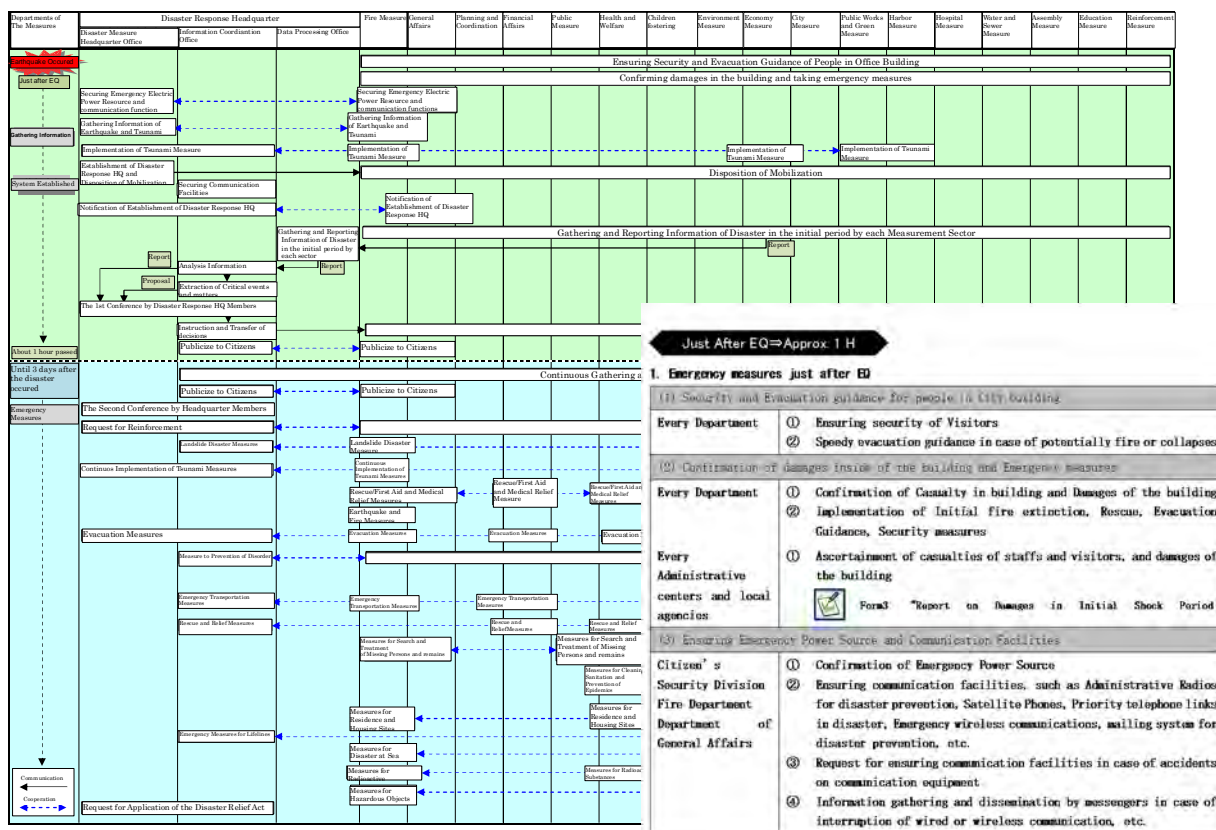 Departments of
The Measures
Disaster Response Headquarter
Disaster Measure
Headquarter Office
Information Coordiantion
Office
Data Processing Office
Fire Measure
General
Affairs
Planning and
Coordination
Financial
Affairs
Public
Measure
Health and
Welfare
Children
fostering
Environment
Measure
Economy
Measure
City
Measure
Public Works
and Green
Measure
Harbor
Measure
Hospital
Measure
Water and
Sewer
Measure
Assembly
Measure
Education
Measure
Reinforcement
Measure
Earthquake Occured
Ensuring Security and Evacuation Guidance of People in Office Building
Just after EQ
Confirming damages in the building and taking emergency measures
Securing Emergency Electric
Power Resource and
communication function
Securing Emergency Electric
Power Resource and
communication functions
Gathering Information
Gathering Information of
Earthquake and Tsunami
Gathering Information
of Earthquake and
Tsunami
Implementation of Tsunami Measure
Implementation of
Tsunami Measure
Implementation of
Tsunami Measure
Implementation of Tsunami
Measure
System Established
Establishment of Disaster
Response HQ and
Disposition of Mobilization
Disposition of Mobilization
Securing Communication
Facilities
Notification of Establishment of Disaster Response HQ
Notification of
Establishment of Disaster
Response HQ
Gathering and Reporting
Information of Disaster
in the initial period by
each sector
Gathering and Reporting Information of Disaster in the initial period by each Measurement Sector
Report
Report
Analysis Information
Report
Proposal
Extraction of Critical events
and matters
The 1st Conference by Disaster Response HQ Members
Instruction and Transfer of
decisions
About 1 hour passed
Publicize to Citizens
Publicize to Citizens
Until 3 days after
the disaster
occured
Continuous Gathering a
Publicize to Citizens
Publicize to Citizens
Emergency
Measures
The Second Conference by Headquarter Members
Request for Reinforcement
Landslide Disaster Measures
Landslide Disaster
Measure
Continuos Implementation of Tsunami Measures
Continuous
Implementation of
Tsunami Measures
Rescue/First Aid and Medical
Relief Measures
Rescue/First Aid
and Medical Relief
Measure
Rescue/First Aid an
Medical Relief
Measures
Earthquake and
Fire Measures
Evacuation Measures
Evacuation Measures
Evacuation Measures
Evacuation
Measure to Prevention of Disorder
Emergency Transportation
Measures
Emergency
Transportation Measures
Emergency Transportation
Measures
Rescue and Relief Measures
Rescue and Relief Measures
Rescue and
ReliefMeasures
Rescue and Relief
Measures
Measures for Search and
Treatment
of Missing Persons and remains
Measures for Search and
Treatment of Missing
Persons and remains
Measures for Cleaning
Sanitation and
Prevention of
Epidemics
Measures for
Residence and
Housing Sites
Measures for
Residence and
Housing Sites
Emergency Measures for Lifelines
Measures for
Disaster at Sea
Measures for
Radioactive
Measures for Radioac
Substances
Measures for
Hazardous Objects
Request for Application of the Disaster Relief Act
Communication
Cooperation
Just After EQ⇒Approx. 1 H
1. Emergency measures just after EQ
(1) Security and Evacuation guidance for people in City building
Every Department
① Ensuring security of Visitors
② Speedy evacuation guidance in case of potentially fire or collapses
(2) Confirmation of damages inside of the building and Emergency measures
Every Department
① Confirmation of Casualty in building and Damages of the building
② Implementation of Initial fire extinction, Rescue, Evacuation
Guidance, Security measures
Every
Administrative
centers and local
agencies
① Ascertainment of casualties of staffs and visitors, and damages of
the building
Form3 "Report on Damages in Initial Shock Period
(3) Ensuring Emergency Power Source and Communication Facilities
Citizen's
Security Division
Fire Department
Department of
General Affairs
① Confirmation of Emergency Power Source
② Ensuring communication facilities, such as Administrative Radios
for disaster prevention, Satellite Phones, Priority telephone links
in disaster, Emergency wireless communications, mailing system for
disaster prevention, etc.
③ Request for ensuring communication facilities in case of accidents
on communication equipment
④ Information gathering and dissemination by messengers in case of
interruption of wired or wireless communication, etc.